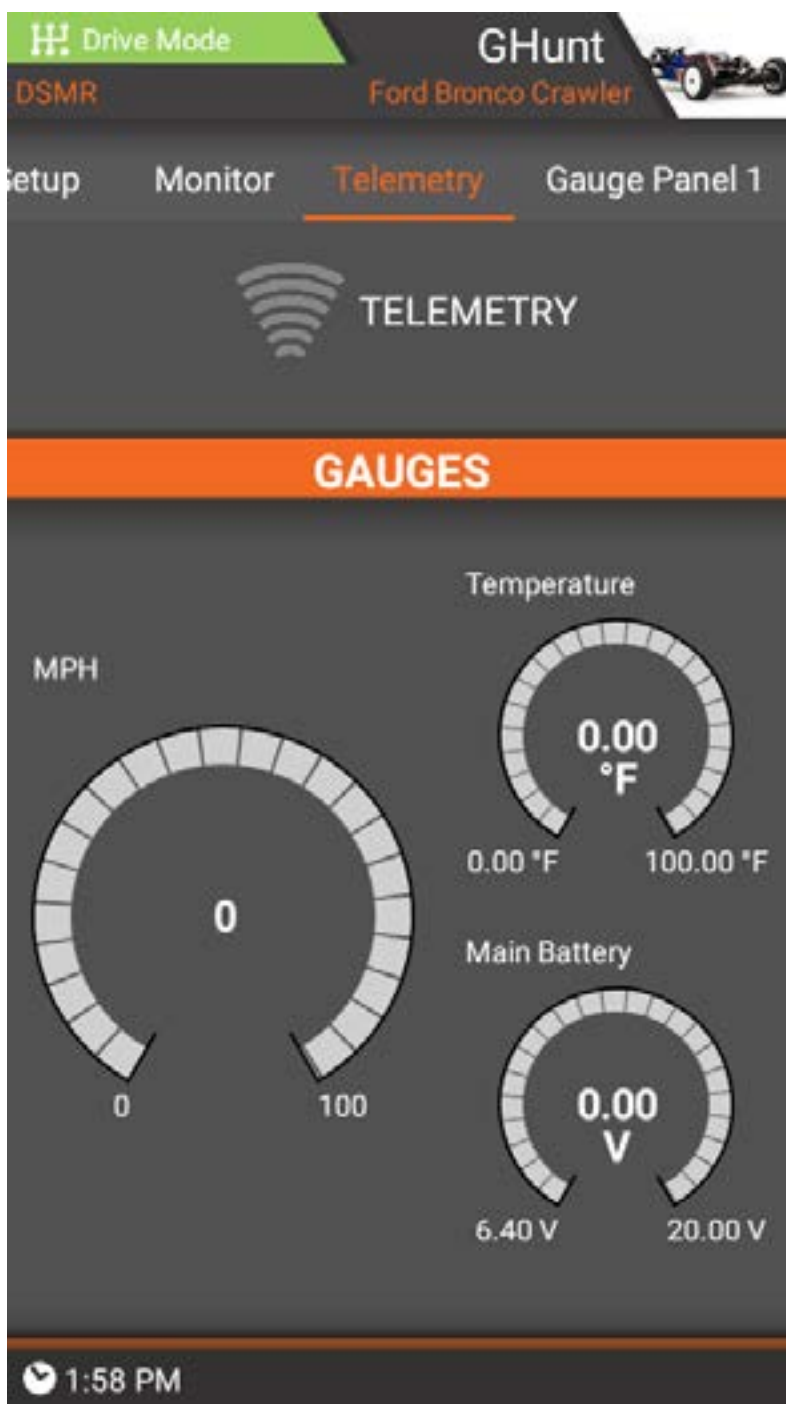 Drive Mode
GHunt
DSMR
Ford Bronco Crawler
Monitor
Telemetry
Gauge Panel 1
TELEMETRY
GAUGES
MPH
0
0
100
Temperature
0.00
°F
0.00 °F
100.00 °F
Main Battery
0.00
V
6.40 V
20.00 V
1:58 PM